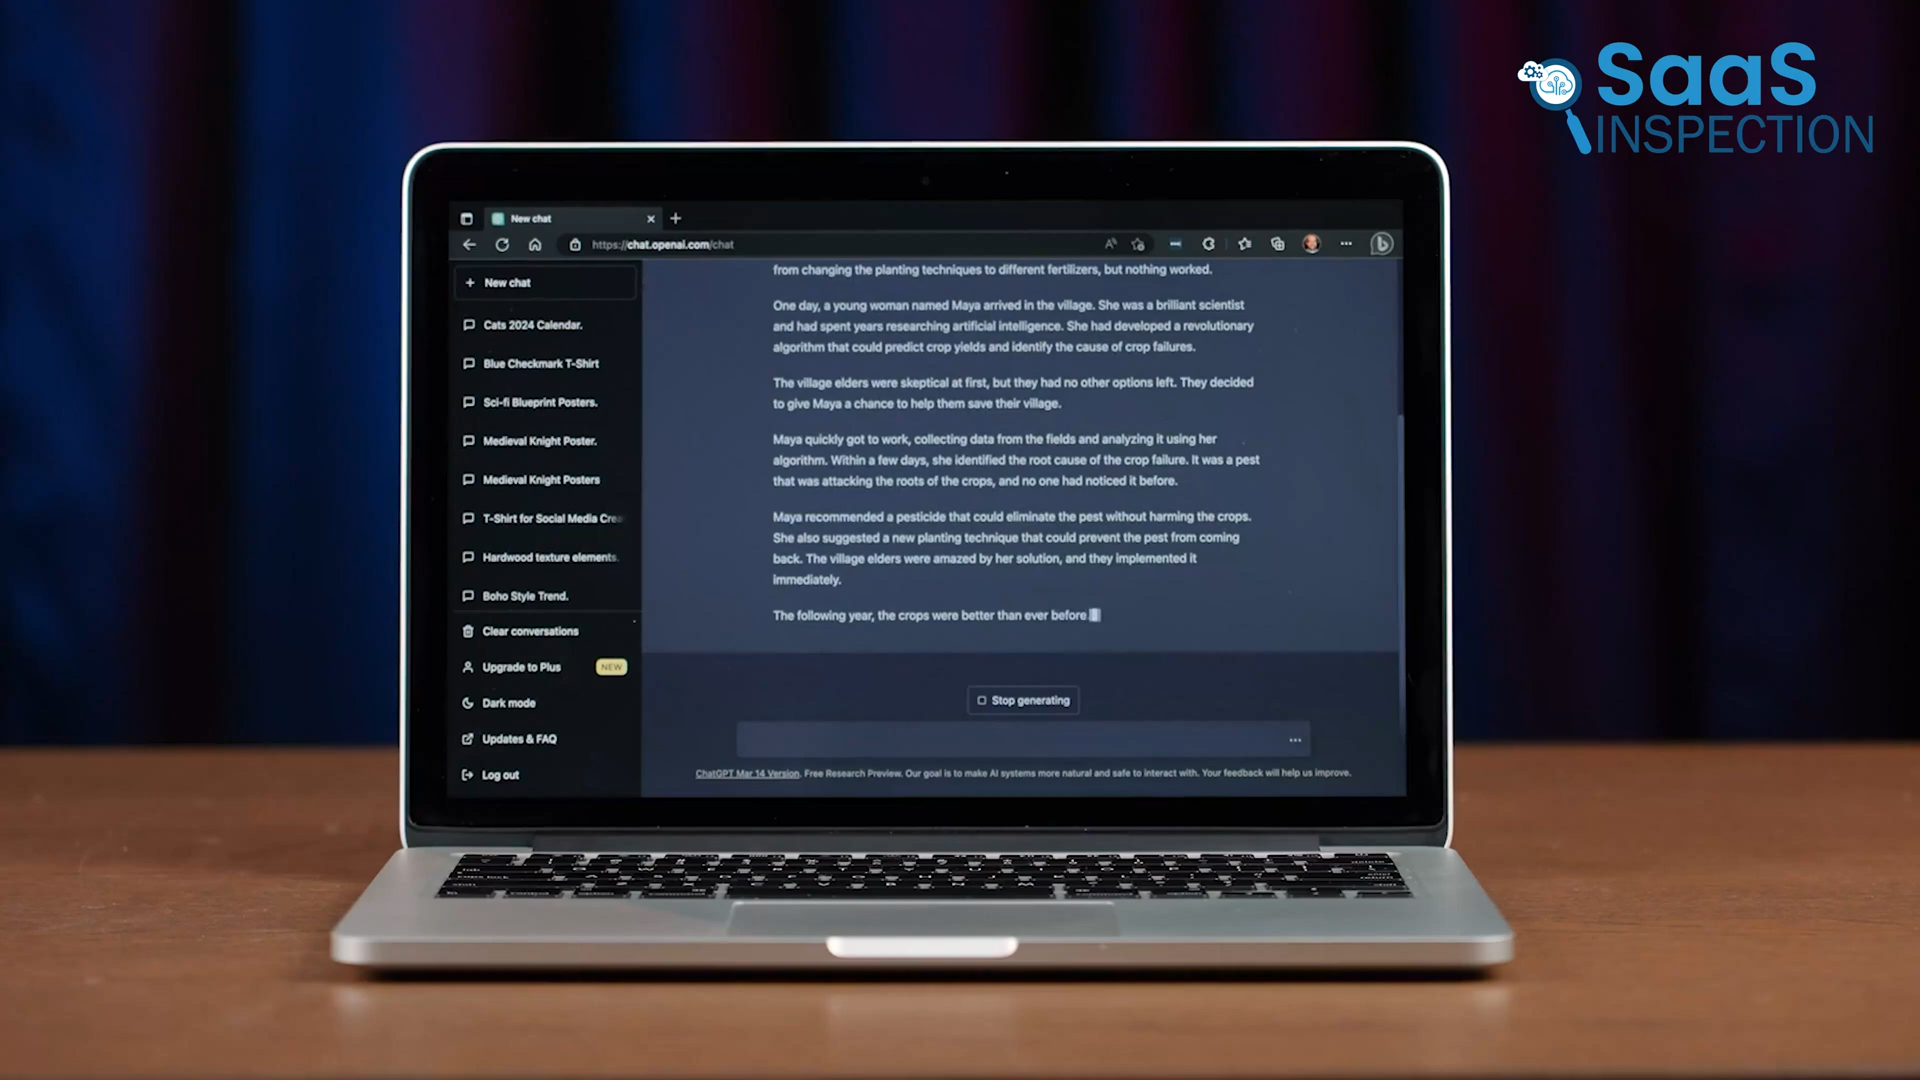 SaaS
INSPECTION
New chat
https://chat.openai.com/chat
New chat
Cats 2024 Calendar.
Blue Checkmark T-Shirt
Sci-fi Blueprint Posters.
Medieval Knight Poster.
Medieval Knight Posters
T-Shirt for Social Media Crea
Hardwood texture elements.
Boho Style Trend.
Clear conversations
Upgrade to Plus NEW
Dark mode
Updates & FAQ
Log out
from changing the planting techniques to different fertilizers, but nothing worked.
One day, a young woman named Maya arrived in the village. She was a brilliant scientist
and had spent years researching artificial intelligence. She had developed a revolutionary
algorithm that could predict crop yields and identify the cause of crop failures.
The village elders were skeptical at first, but they had no other options left. They decided
to give Maya a chance to help them save their village.
Maya quickly got to work, collecting data from the fields and analyzing it using her
algorithm. Within a few days, she identified the root cause of the crop failure. It was a pest
that was attacking the roots of the crops, and no one had noticed it before.
Maya recommended a pesticide that could eliminate the pest without harming the crops.
She also suggested a new planting technique that could prevent the pest from coming
back. The village elders were amazed by her solution, and they implemented it
immediately.
The following year, the crops were better than ever before.
Stop generating
ChatGPT Mar 14 Version. Free Research Preview. Our goal is to make AI systems more natural and safe to interact with. Your feedback will help us improve.